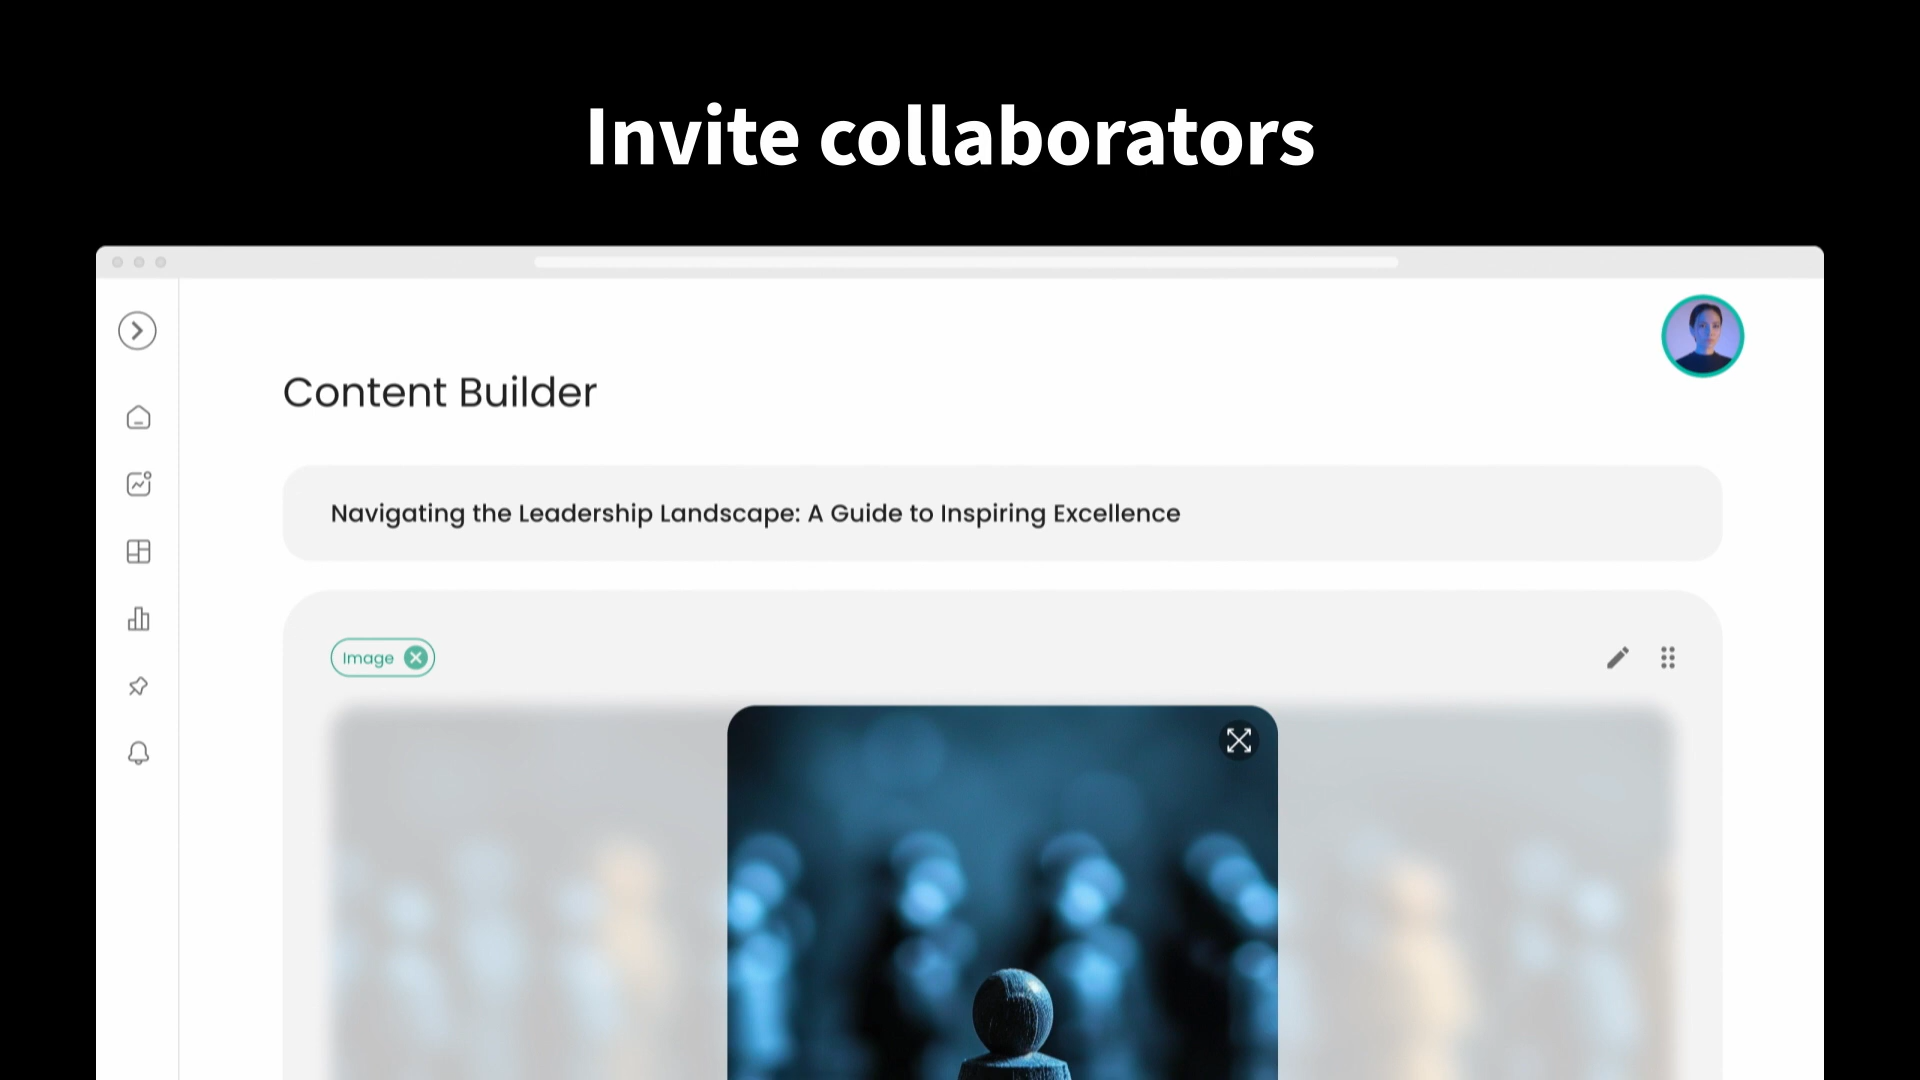 Invite collaborators
Content Builder
Navigating the Leadership Landscape: A Guide to Inspiring Excellence
Image